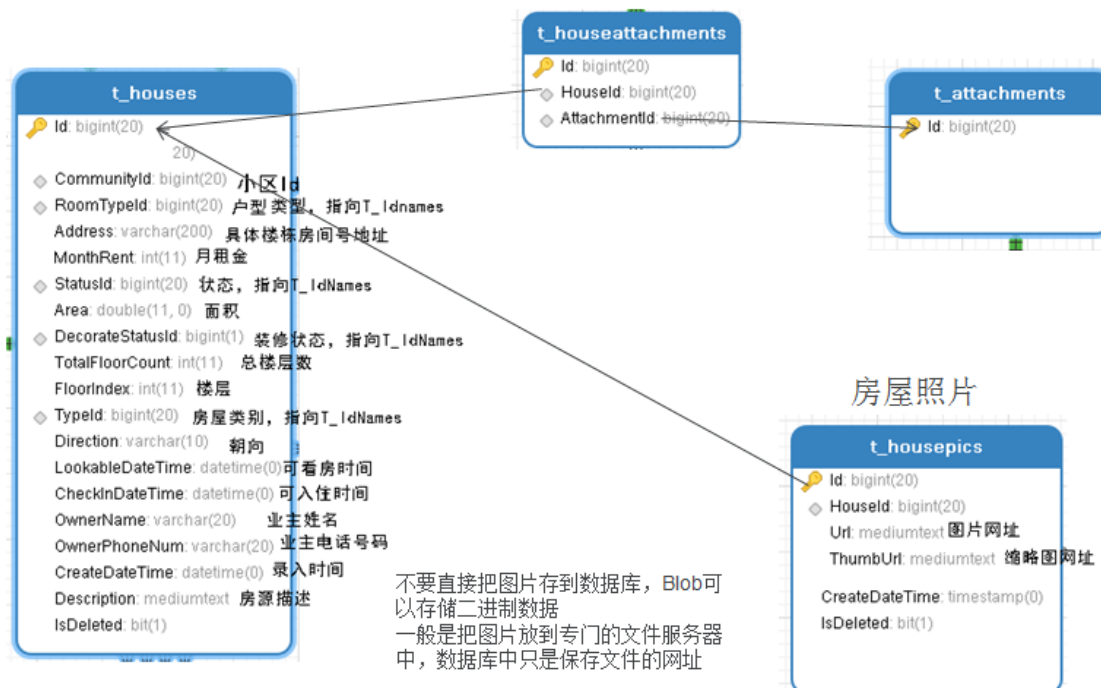 t_houseattachments
Id: bigint(20)
HouseId: bigint(20)
AttachmentId: bigint(20)
t_houses
Id: bigint(20)
20)
CommunityId: bigint(20) 小区Id
RoomTypeId: bigint(20) 户型类型，指向T_Idnames
Address: varchar(200) 具体楼栋房间号地址
MonthRent: int(11) 月租金
StatusId: bigint(20) 状态，指向T_IdNames
Area: double(11, 0) 面积
DecorateStatusId: bigint(1) 装修状态，指向T_IdNames
TotalFloorCount: int(11) 总楼层数
FloorIndex: int(11) 楼层
TypeId: bigint(20) 房屋类别，指向T_IdNames
Direction: varchar(10) 朝向
LookableDateTime: datetime(0)可看房时间
CheckInDateTime: datetime(0) 可入住时间
OwnerName: varchar(20) 业主姓名
OwnerPhoneNum: varchar(20) 业主电话号码
CreateDateTime: datetime(0) 录入时间
Description: mediumtext 房源描述
IsDeleted: bit(1)
t_attachments
Id: bigint(20)
房屋照片
t_housepics
Id: bigint(20)
HouseId: bigint(20)
Url: mediumtext 图片网址
ThumbUrl: mediumtext 缩略图网址
CreateDateTime: timestamp(0)
IsDeleted: bit(1)
不要直接把图片存到数据库，Blob可
以存储二进制数据
一般是把图片放到专门的文件服务器
中，数据库中只是保存文件的网址